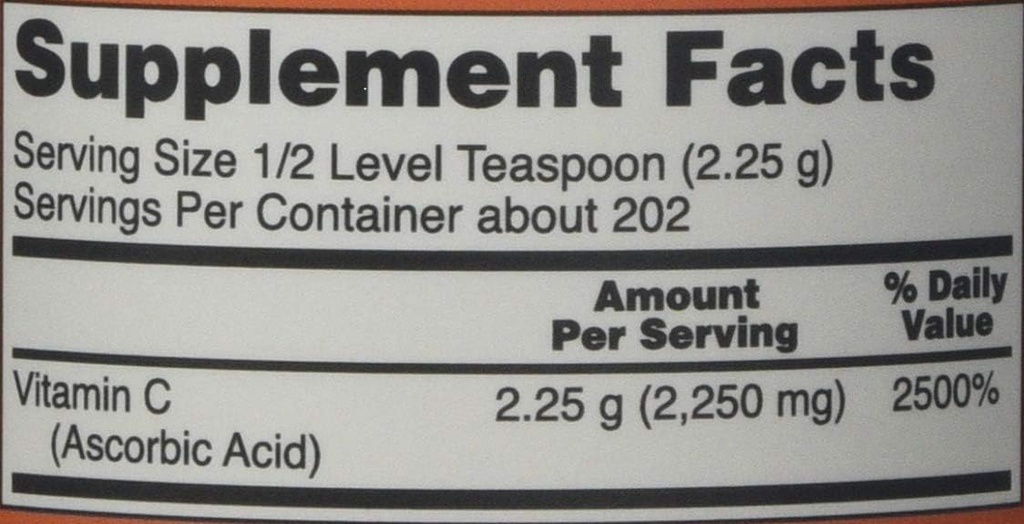 Supplement Facts
Serving Size 1/2 Level Teaspoon (2.25 g)
Servings Per Container about 202
Amount Per Serving
% Daily Value
Vitamin C 2.25 g (2,250 mg) 2500%
(Ascorbic Acid)